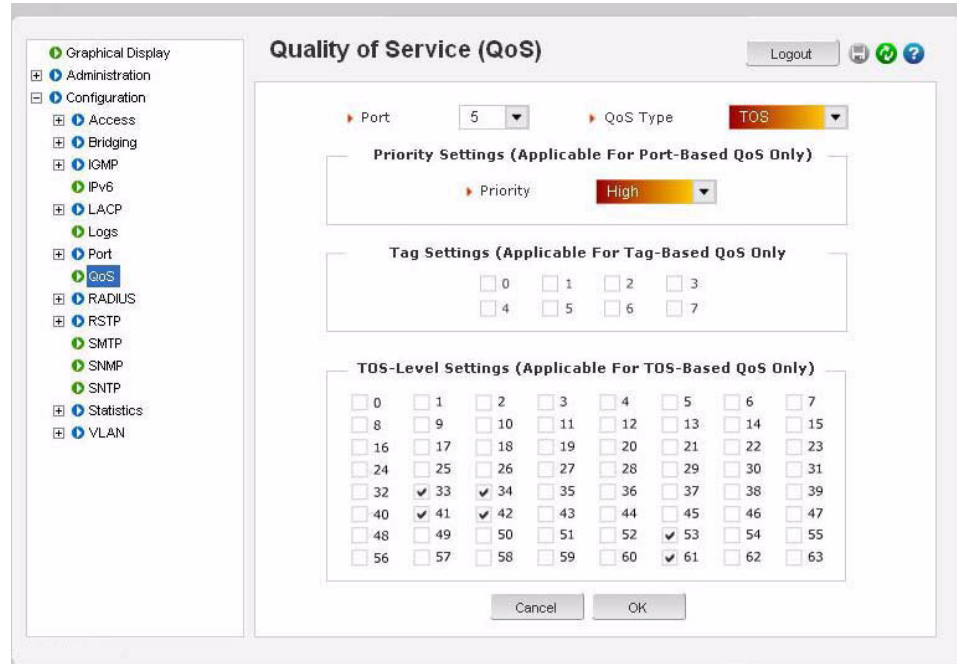 Graphical Display
Administration
Configuration
Access
Bridging
IGMP
IPv6
LACP
Logs
Port
QoS
RADIUS
RSTP
SMTP
SNMP
SNTP
Statistics
VLAN
Quality of Service (QoS)
Logout
Port 5 QoS Type TOS
Priority Settings (Applicable For Port-Based QoS Only)
Priority High
Tag Settings (Applicable For Tag-Based QoS Only
0 1 2 3
4 5 6 7
TOS-Level Settings (Applicable For TOS-Based QoS Only)
0 1 2 3 4 5 6 7
8 9 10 11 12 13 14 15
16 17 18 19 20 21 22 23
24 25 26 27 28 29 30 31
32 33 34 35 36 37 38 39
40 41 42 43 44 45 46 47
48 49 50 51 52 53 54 55
56 57 58 59 60 61 62 63
Cancel OK